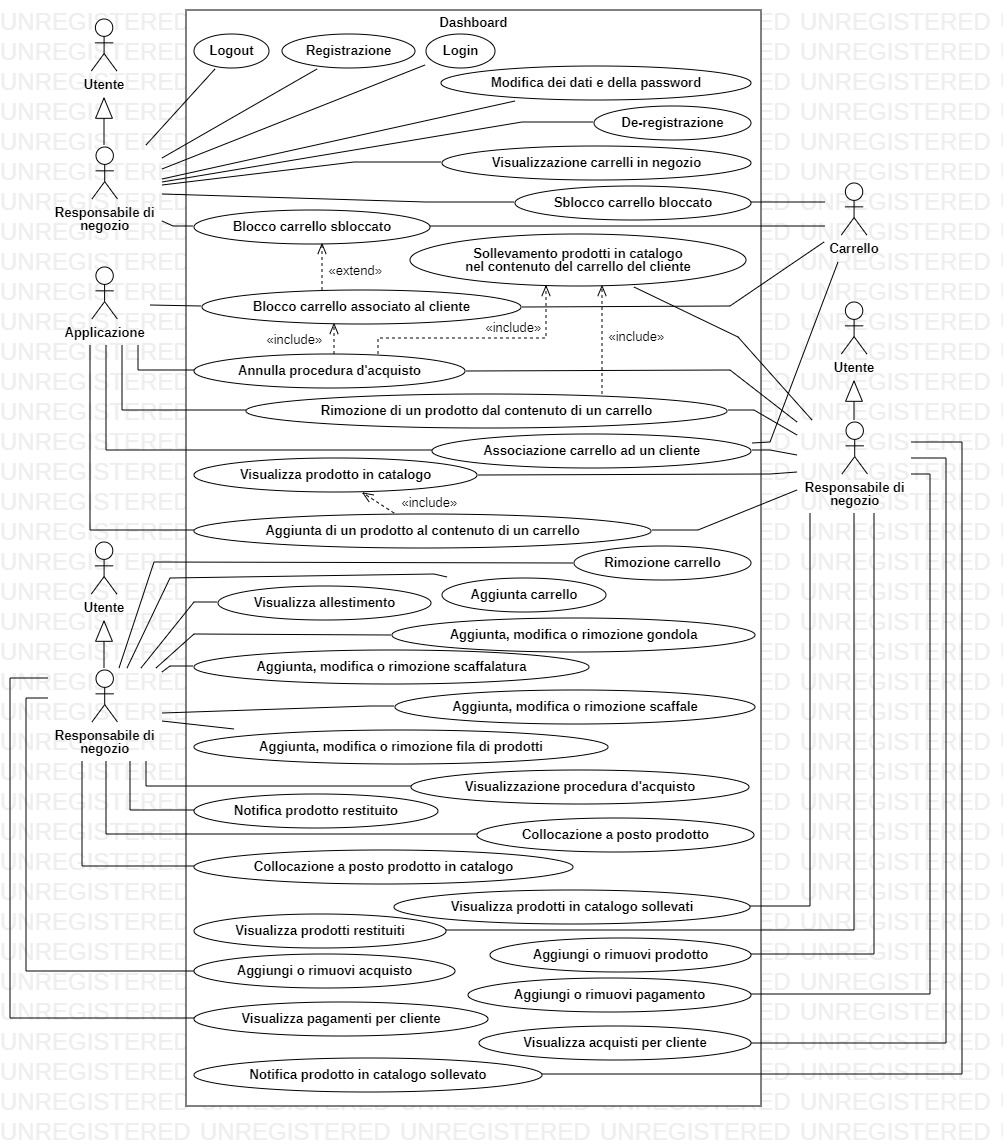 Dashboard
Utente
Logout
Registrazione
Login
Modifica dei dati e della password
De-registrazione
Visualizzazione carrelli in negozio
Sblocco carrello bloccato
Responsabile di
negozio
Blocco carrello sbloccato
Carrello
Sollevamento prodotti in catalogo
nel contenuto del carrello del cliente
«extend»
Blocco carrello associato al cliente
Applicazione
«include»
«include»
«include»
Utente
Annulla procedura d'acquisto
Rimozione di un prodotto dal contenuto di un carrello
Associazione carrello ad un cliente
Visualizza prodotto in catalogo
Responsabile di
negozio
«include»
Aggiunta di un prodotto al contenuto di un carrello
Rimozione carrello
Aggiunta carrello
Utente
Visualizza allestimento
Aggiunta, modifica o rimozione gondola
Aggiunta, modifica o rimozione scaffalatura
Aggiunta, modifica o rimozione scaffale
Responsabile di
negozio
Aggiunta, modifica o rimozione fila di prodotti
Visualizzazione procedura d'acquisto
Notifica prodotto restituito
Collocazione a posto prodotto
Collocazione a posto prodotto in catalogo
Visualizza prodotti in catalogo sollevati
Visualizza prodotti restituiti
Aggiungi o rimuovi prodotto
Aggiungi o rimuovi acquisto
Aggiungi o rimuovi pagamento
Visualizza pagamenti per cliente
Visualizza acquisti per cliente
Notifica prodotto in catalogo sollevato
UNREGISTERED UNREGISTERED UNREGISTERED UNREGISTERED UNREGISTERED